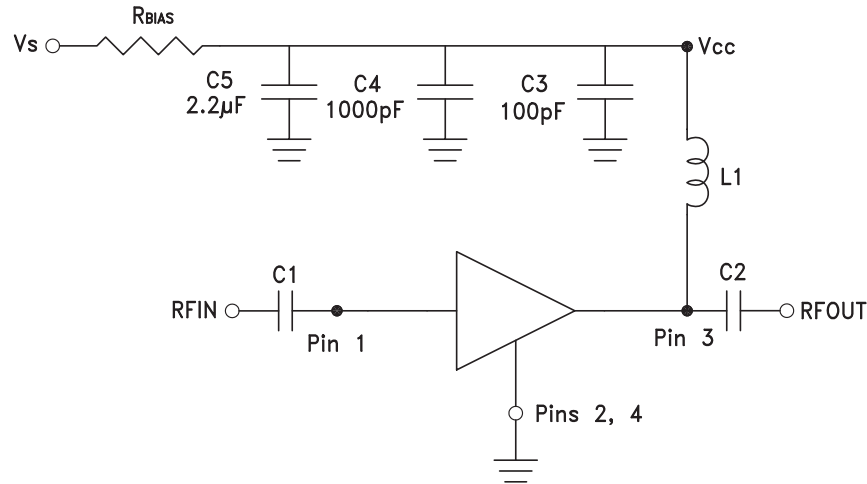 RBIAS
Vs
Vcc
C5
2.2µF
C4
1000pF
C3
100pF
L1
C1
C2
RFIN
RFOUT
Pin 1
Pin 3
Pins 2, 4